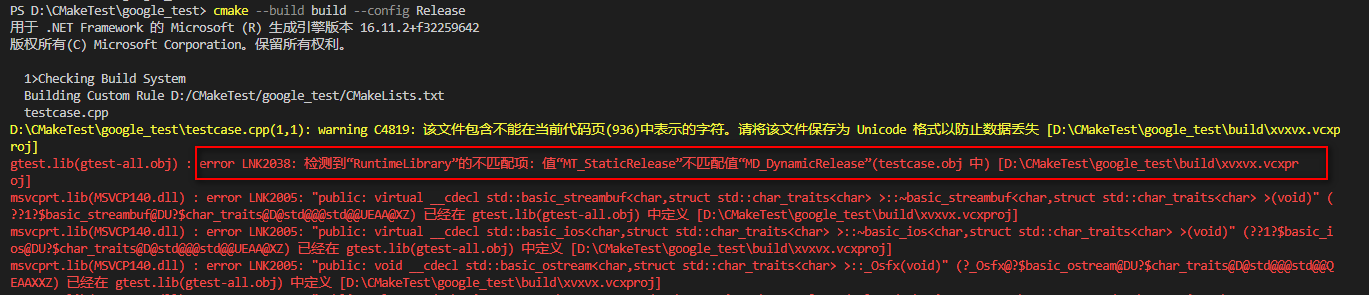 PS D:\CMakeTest\google_test> cmake --build build --config Release
用于 .NET Framework 的 Microsoft (R) 生成引擎版本 16.11.2+f32259642
版权所有(C) Microsoft Corporation。保留所有权利。
1>Checking Build System
Building Custom Rule D:/CMakeTest/google_test/CMakeLists.txt
testcase.cpp
D:\CMakeTest\google_test\testcase.cpp(1,1): warning C4819: 该文件包含不能在当前代码页(936)中表示的字符。请将该文件保存为 Unicode 格式以防止数据丢失 [D:\CMakeTest\google_test\build\xvxvx.vcxp
roj]
gtest.lib(gtest-all.obj) : error LNK2038: 检测到“RuntimeLibrary”的不匹配项: 值“MT_StaticRelease”不匹配值“MD_DynamicRelease”(testcase.obj 中) [D:\CMakeTest\google_test\build\xvxvx.vcxpr
oj]
msvcprt.lib(MSVCP140.dll) : error LNK2005: "public: virtual __cdecl std::basic_streambuf<char,struct std::char_traits<char> >::~basic_streambuf<char,struct std::char_traits<char> >(void)" (
??1?$basic_streambuf@DU?$char_traits@D@std@@@std@@UEAA@XZ) 已经在 gtest.lib(gtest-all.obj) 中定义 [D:\CMakeTest\google_test\build\xvxvx.vcxproj]
msvcprt.lib(MSVCP140.dll) : error LNK2005: "public: virtual __cdecl std::basic_ios<char,struct std::char_traits<char> >::~basic_ios<char,struct std::char_traits<char> >(void)" (??1?$basic_i
os@DU?$char_traits@D@std@@@std@@UEAA@XZ) 已经在 gtest.lib(gtest-all.obj) 中定义 [D:\CMakeTest\google_test\build\xvxvx.vcxproj]
msvcprt.lib(MSVCP140.dll) : error LNK2005: "public: void __cdecl std::basic_ostream<char,struct std::char_traits<char> >::_Osfx(void)" (?_Osfx@?$basic_ostream@DU?$char_traits@D@std@@@std@@Q
EAAXXZ) 已经在 gtest.lib(gtest-all.obj) 中定义 [D:\CMakeTest\google_test\build\xvxvx.vcxproj]